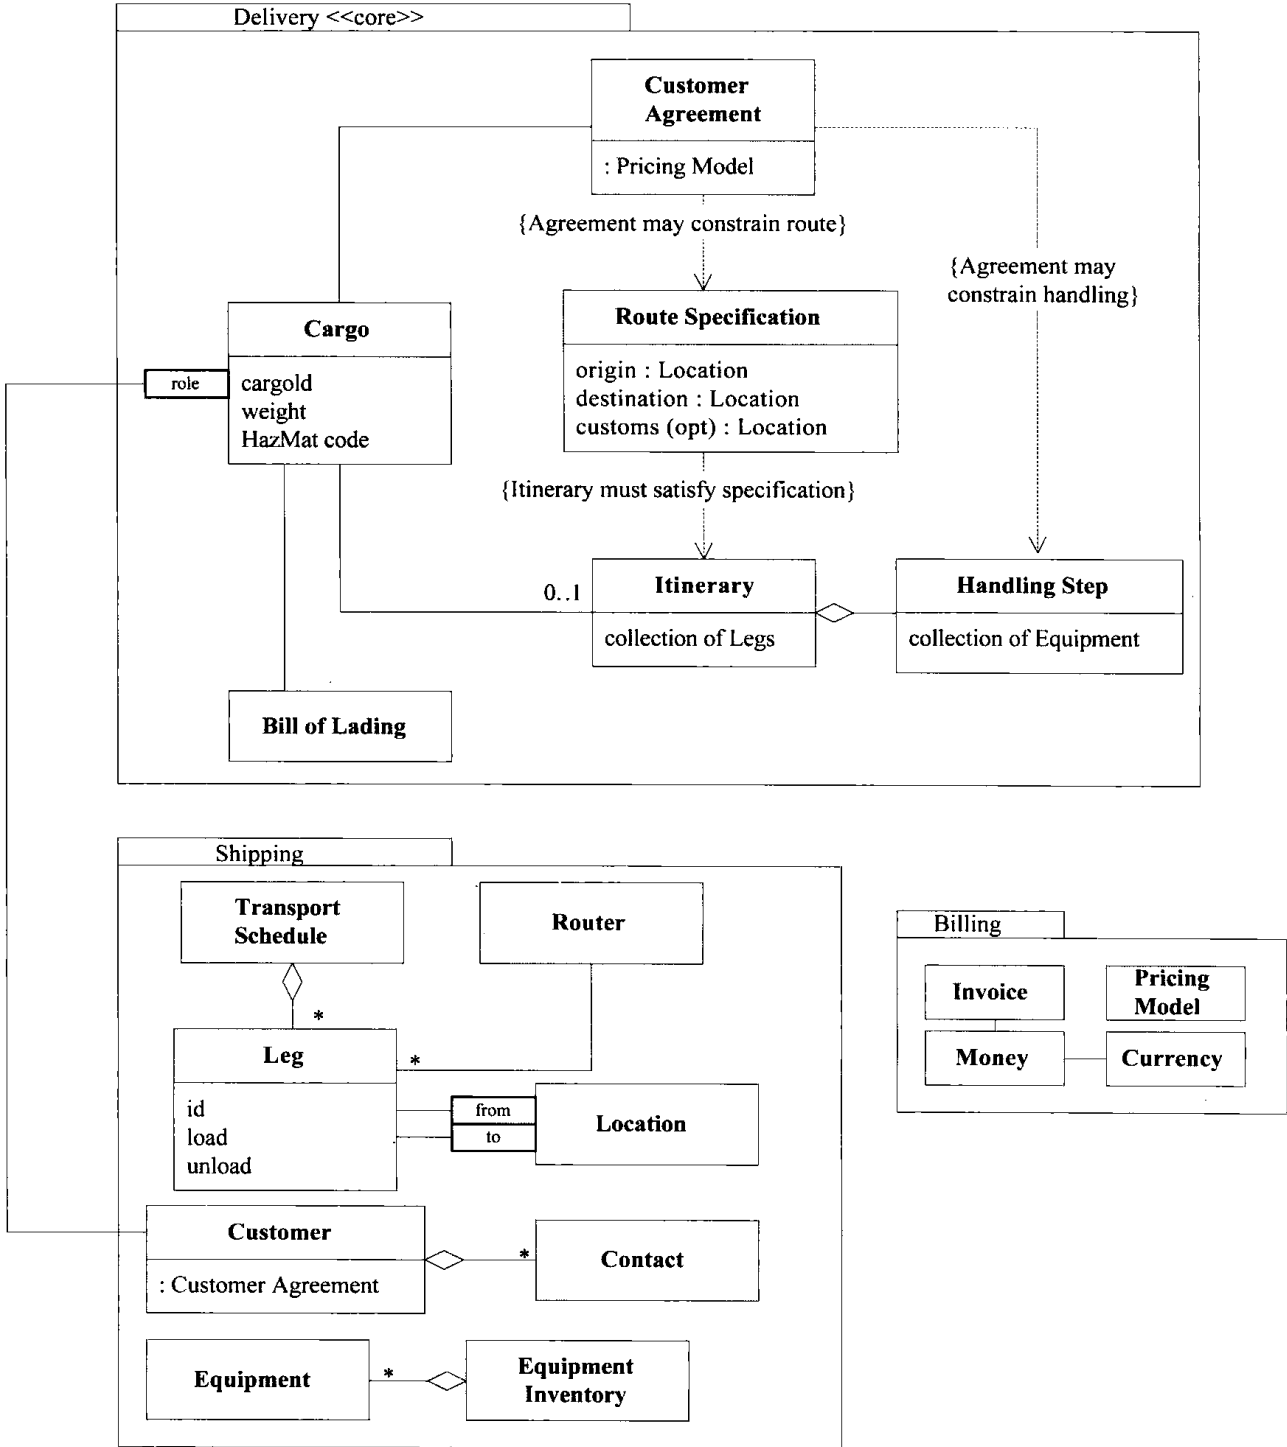 Delivery <<core>>
Customer
Agreement
: Pricing Model
{Agreement may constrain route}
{Agreement may
constrain handling}
Cargo
role
cargoId
weight
HazMat code
Route Specification
origin : Location
destination : Location
customs (opt) : Location
{Itinerary must satisfy specification}
0..1
Itinerary
collection of Legs
Handling Step
collection of Equipment
Bill of Lading
Shipping
Transport
Schedule
Router
*
Leg
*
id
load
unload
from
to
Location
Customer
: Customer Agreement
*
Contact
Equipment
*
Equipment
Inventory
Billing
Invoice
Pricing
Model
Money
Currency